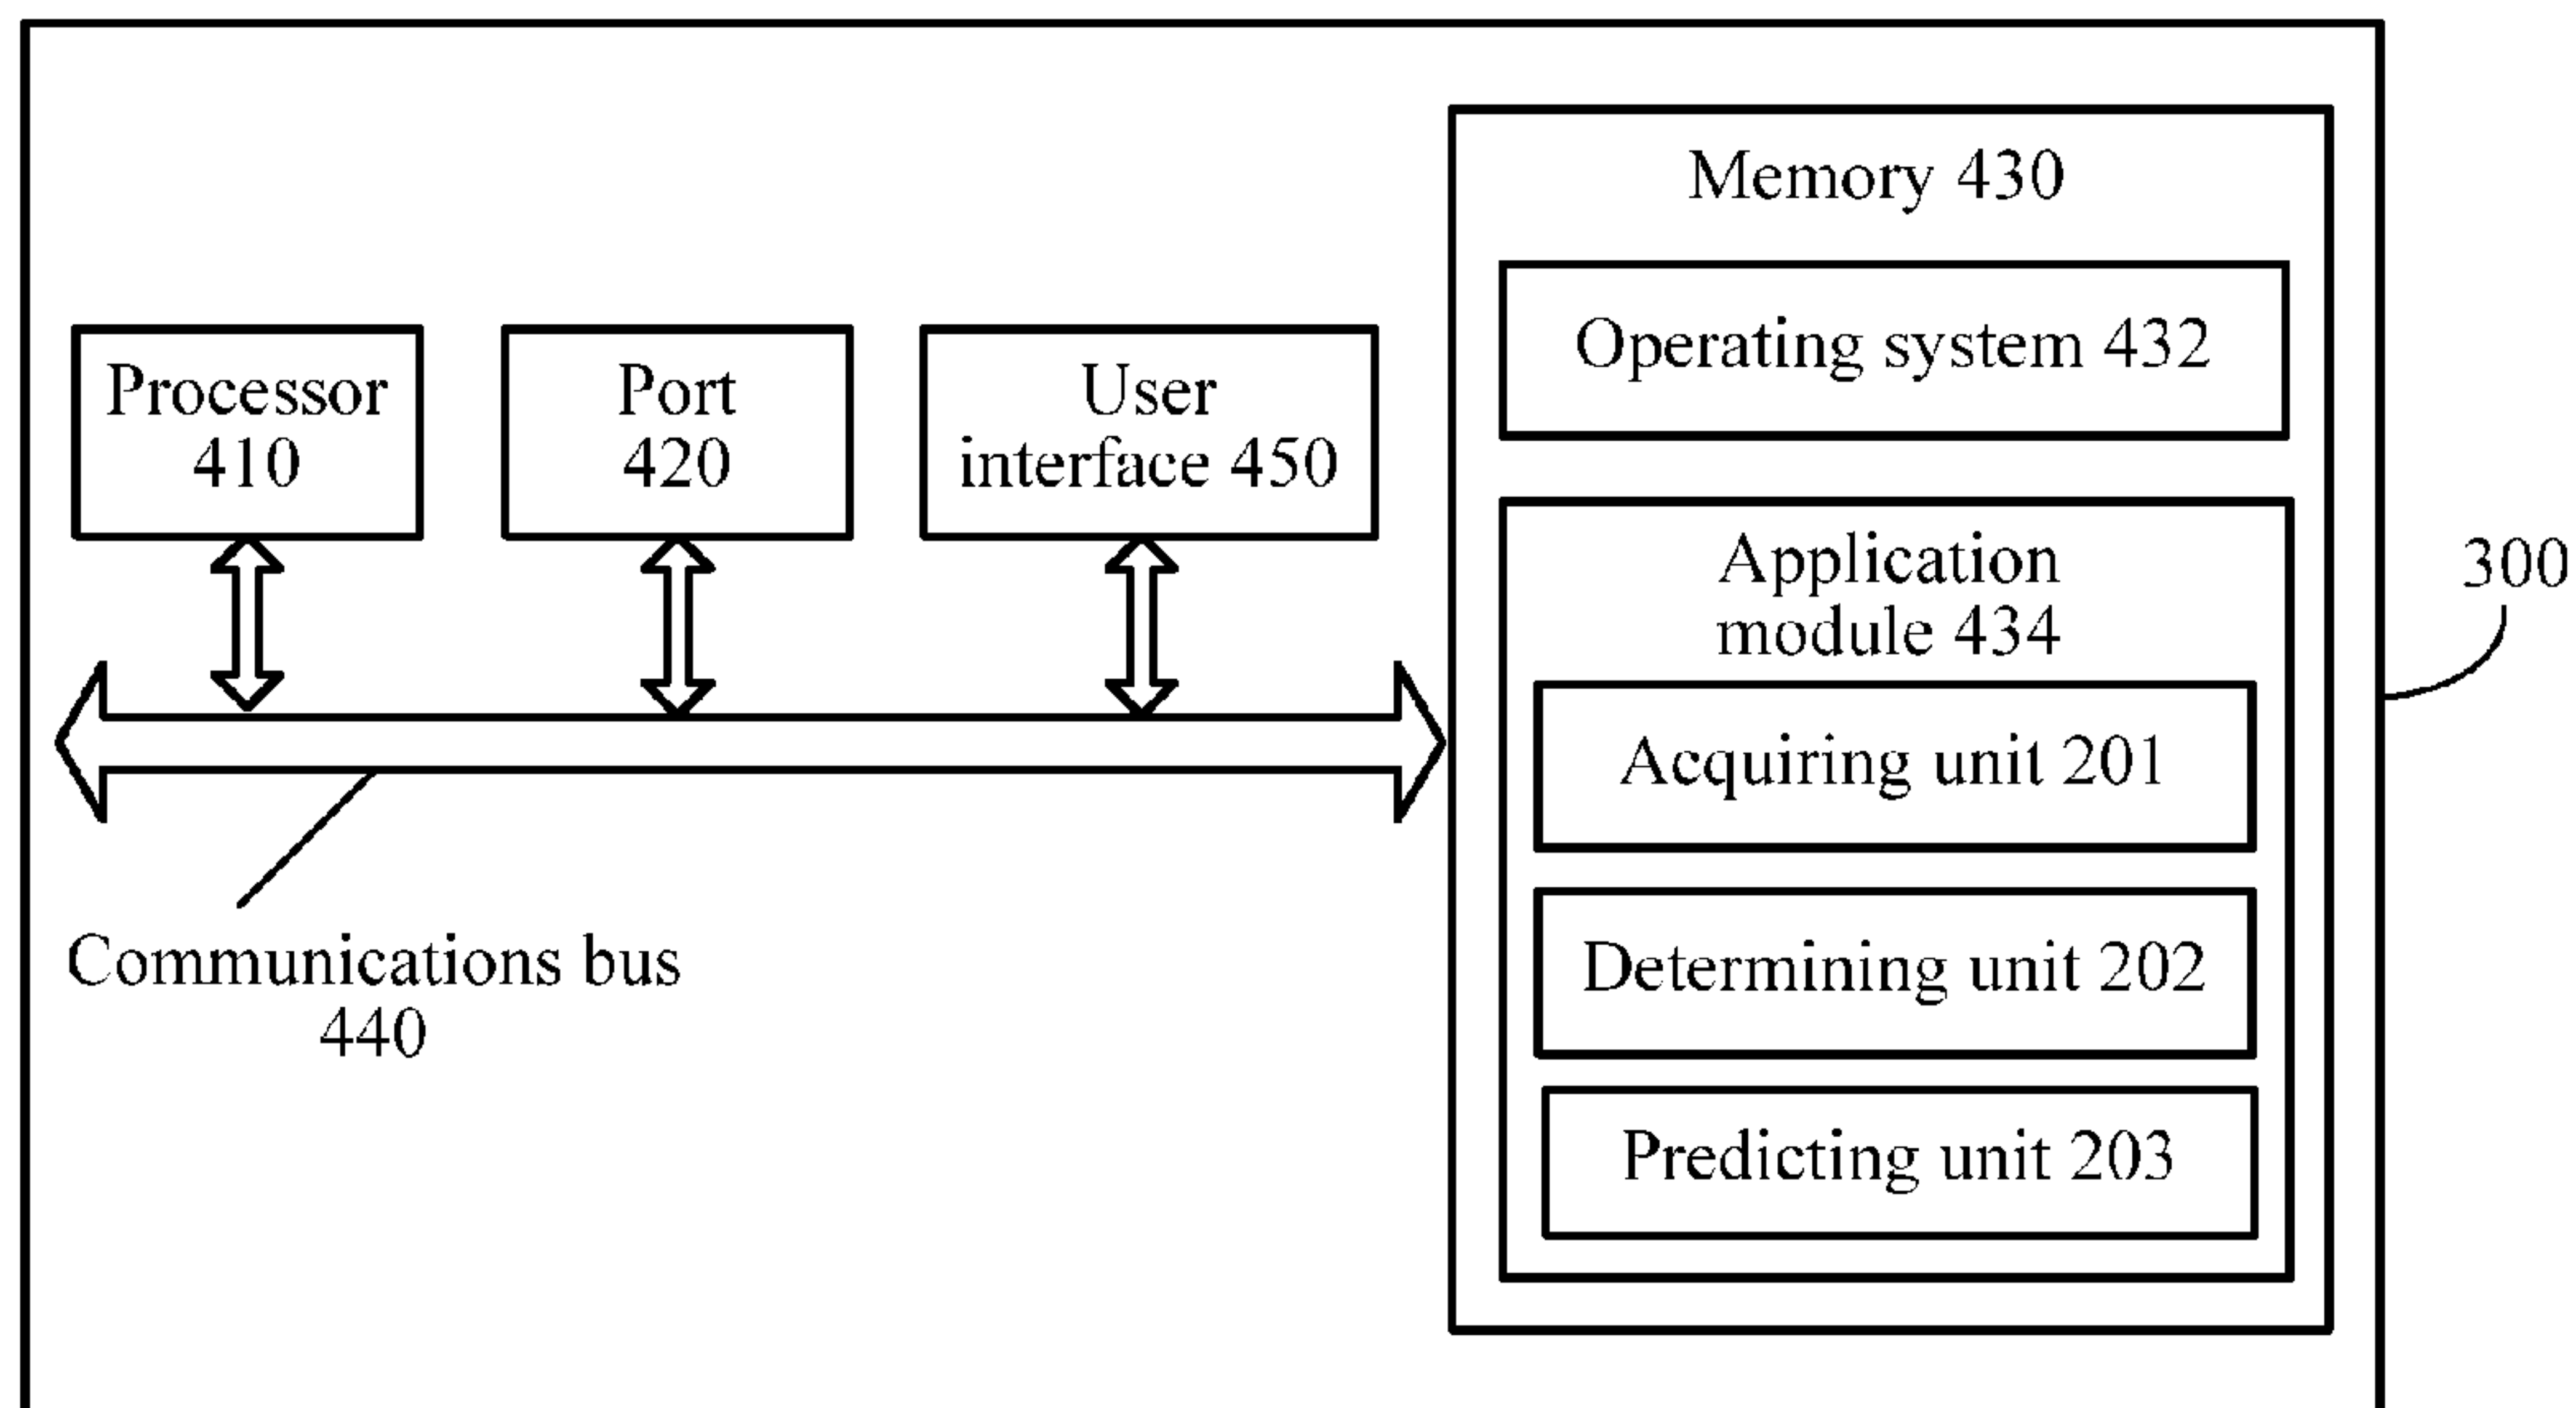 Memory 430
Operating system 432
Processor
410
Port
420
User
interface 450
Application
module 434
300
Acquiring unit 201
Communications bus
440
Determining unit 202
Predicting unit 203